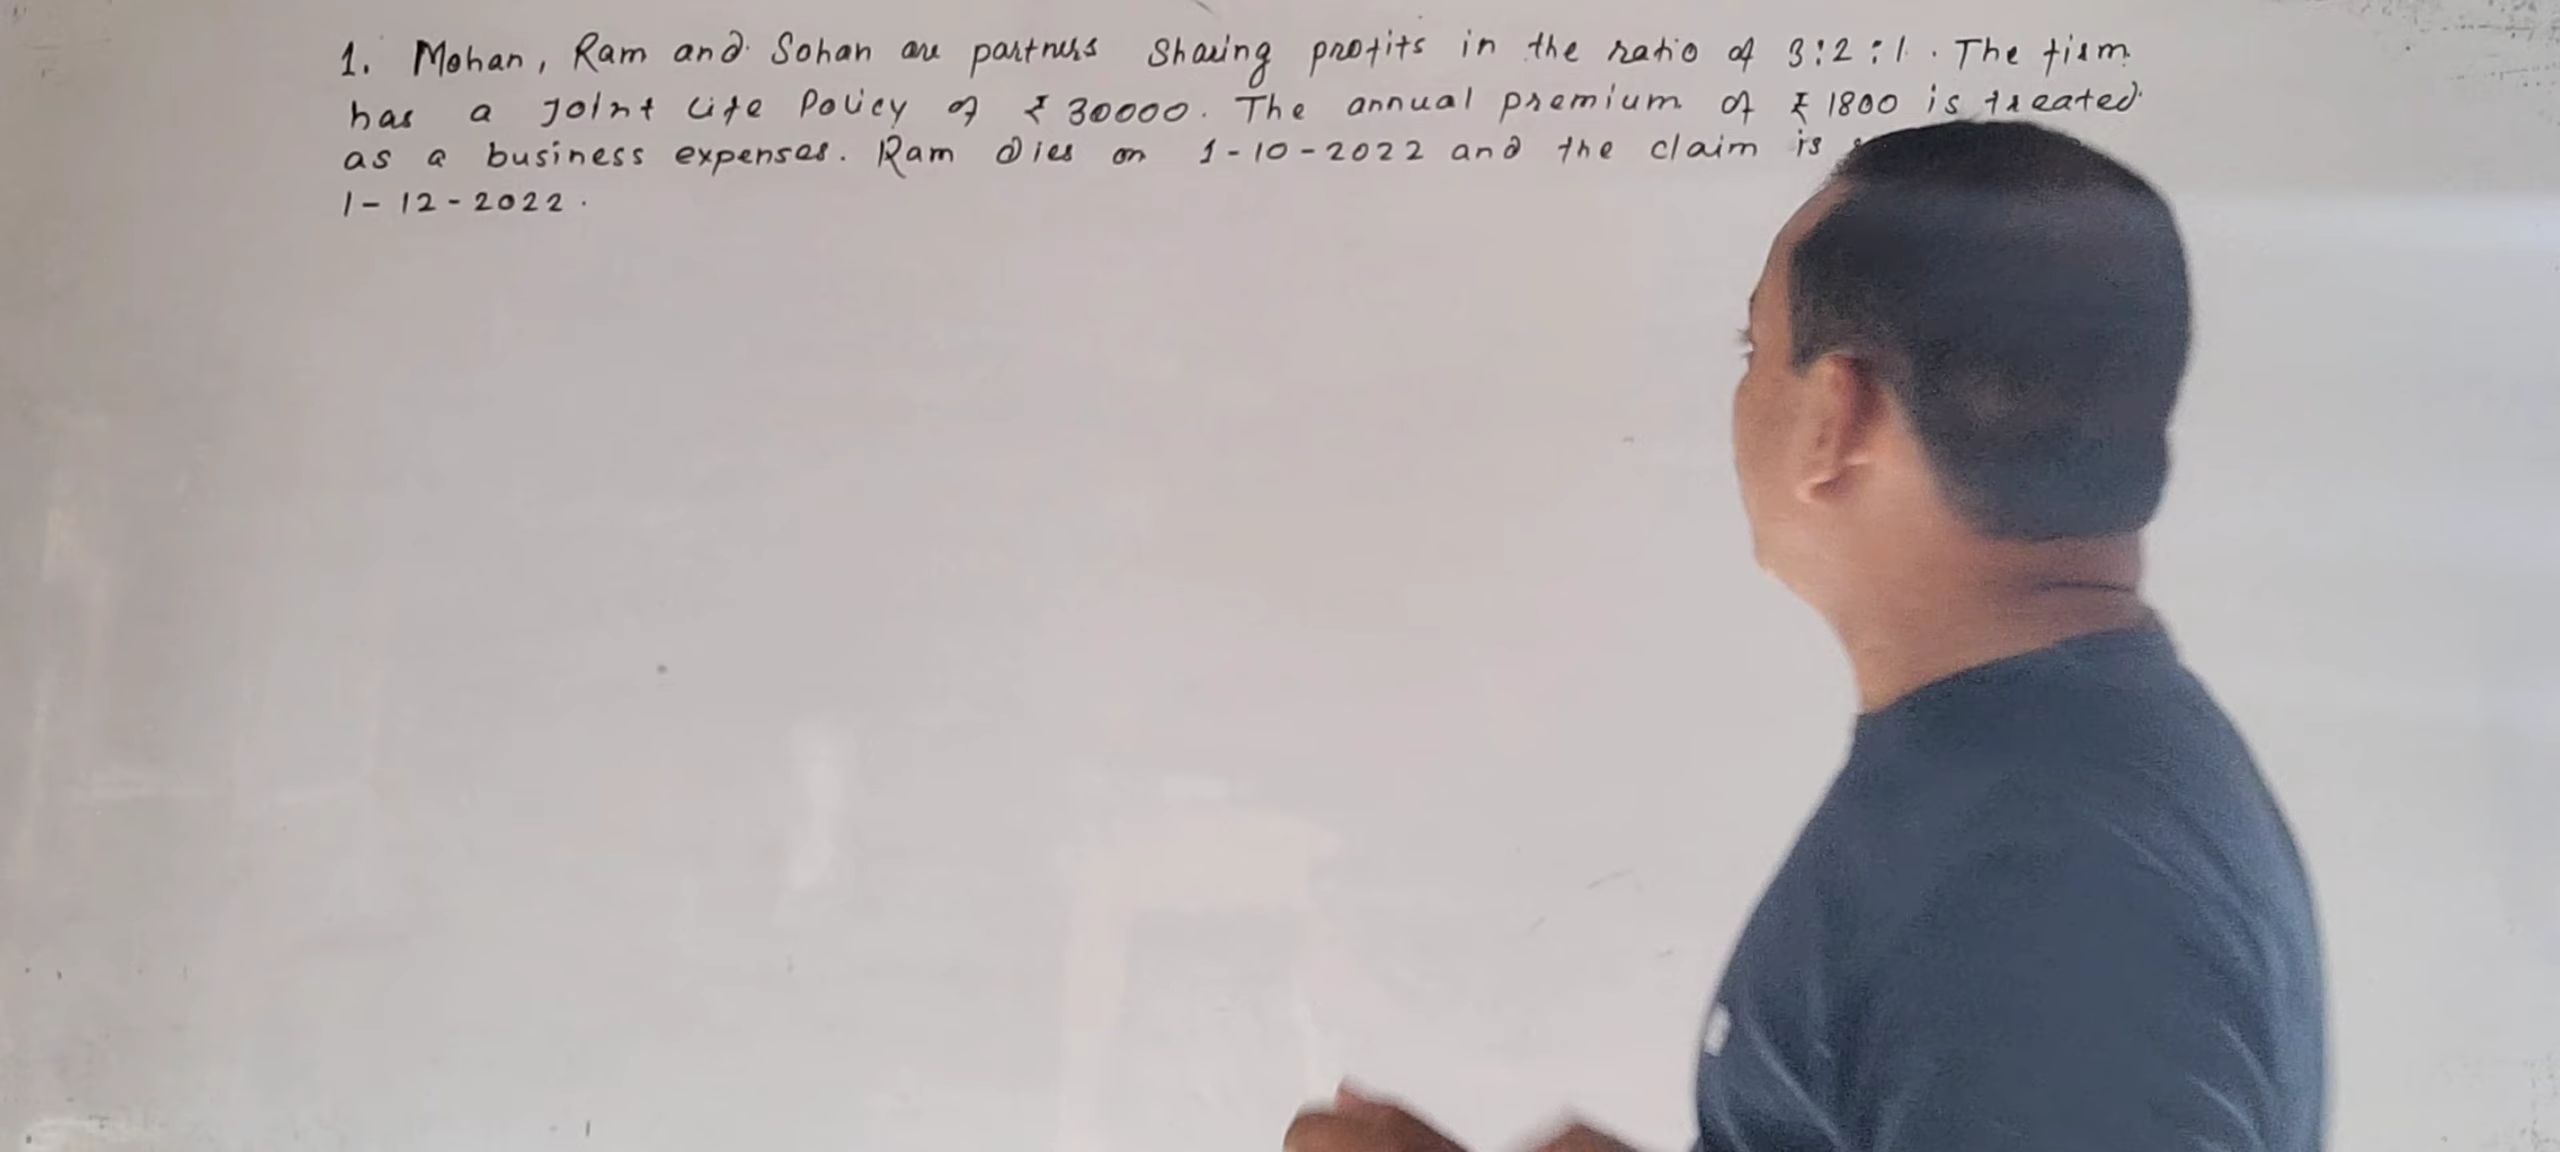 1. Mohan, Ram and Sohan are partners Sharing profits in the ratio of 3:2:1. The firm
has a Joint Life Policy of ₹ 30000. The annual premium of ₹ 1800 is treated
as a business expenses. Ram Dies on 1-10-2022 and the claim is
1-12-2022.